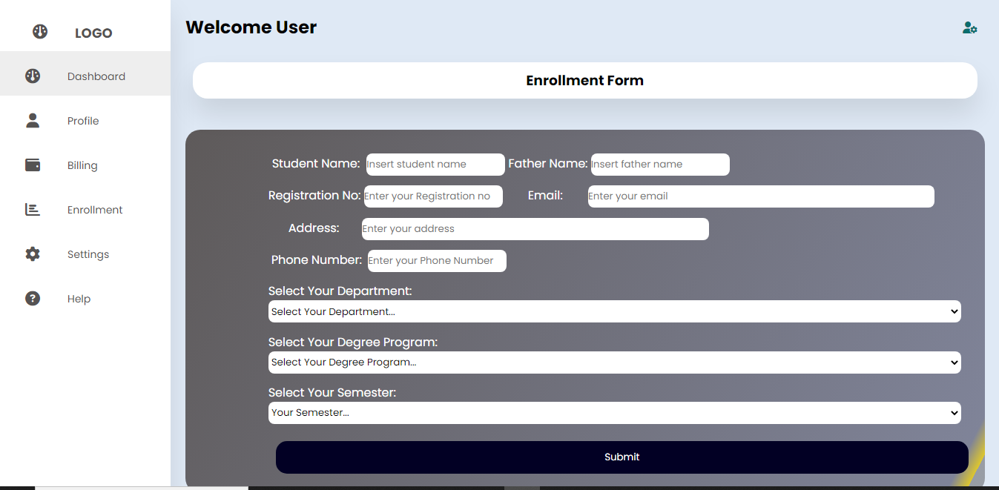 LOGO
Dashboard
Profile
Billing
Enrollment
Settings
Help
Welcome User
Enrollment Form
Student Name: Insert student name Father Name: Insert father name
Registration No: Enter your Registration no Email: Enter your email
Address: Enter your address
Phone Number: Enter your Phone Number
Select Your Department:
Select Your Department...
Select Your Degree Program:
Select Your Degree Program...
Select Your Semester:
Your Semester...
Submit